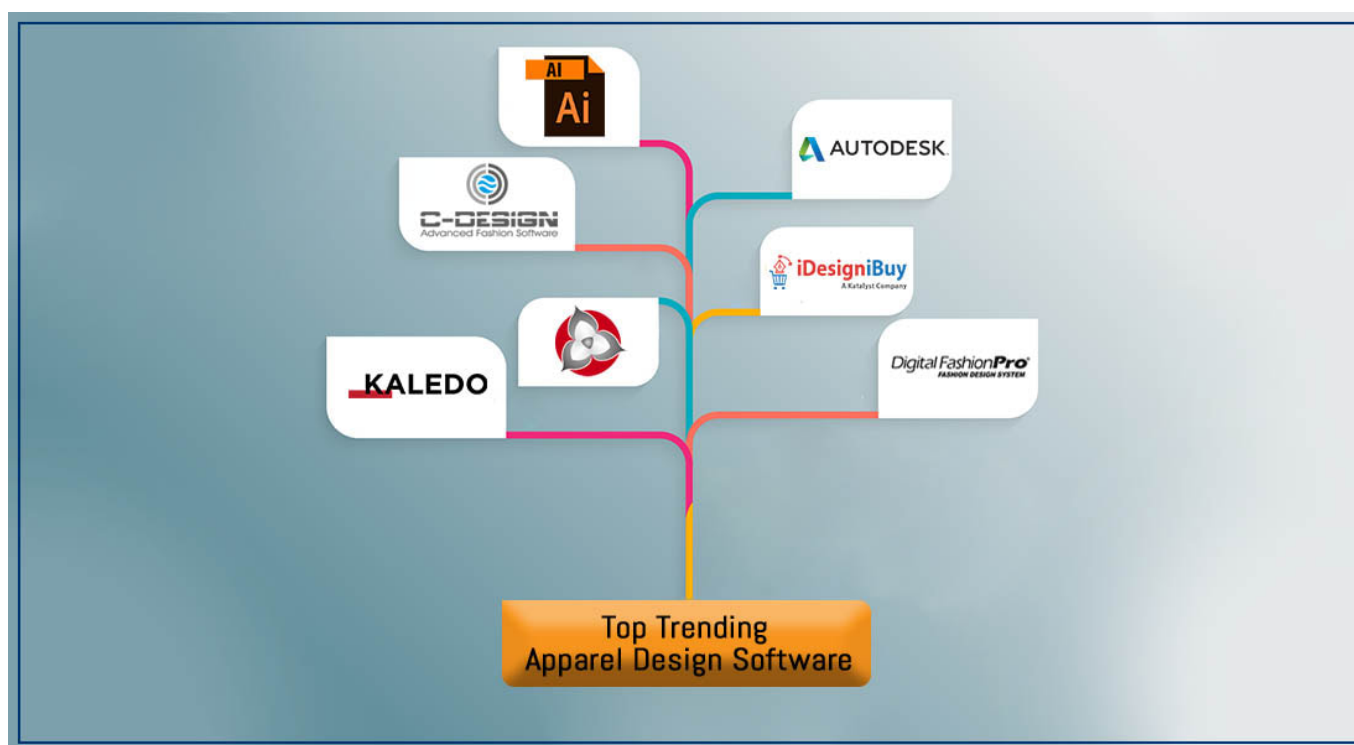 AI
Ai
AUTODESK.
C-DESIGN
Advanced Fashion Software
iDesigniBuy
A Katalyst Company
KALEDO
Digital FashionPro®
FASHION DESIGN SYSTEM
Top Trending
Apparel Design Software